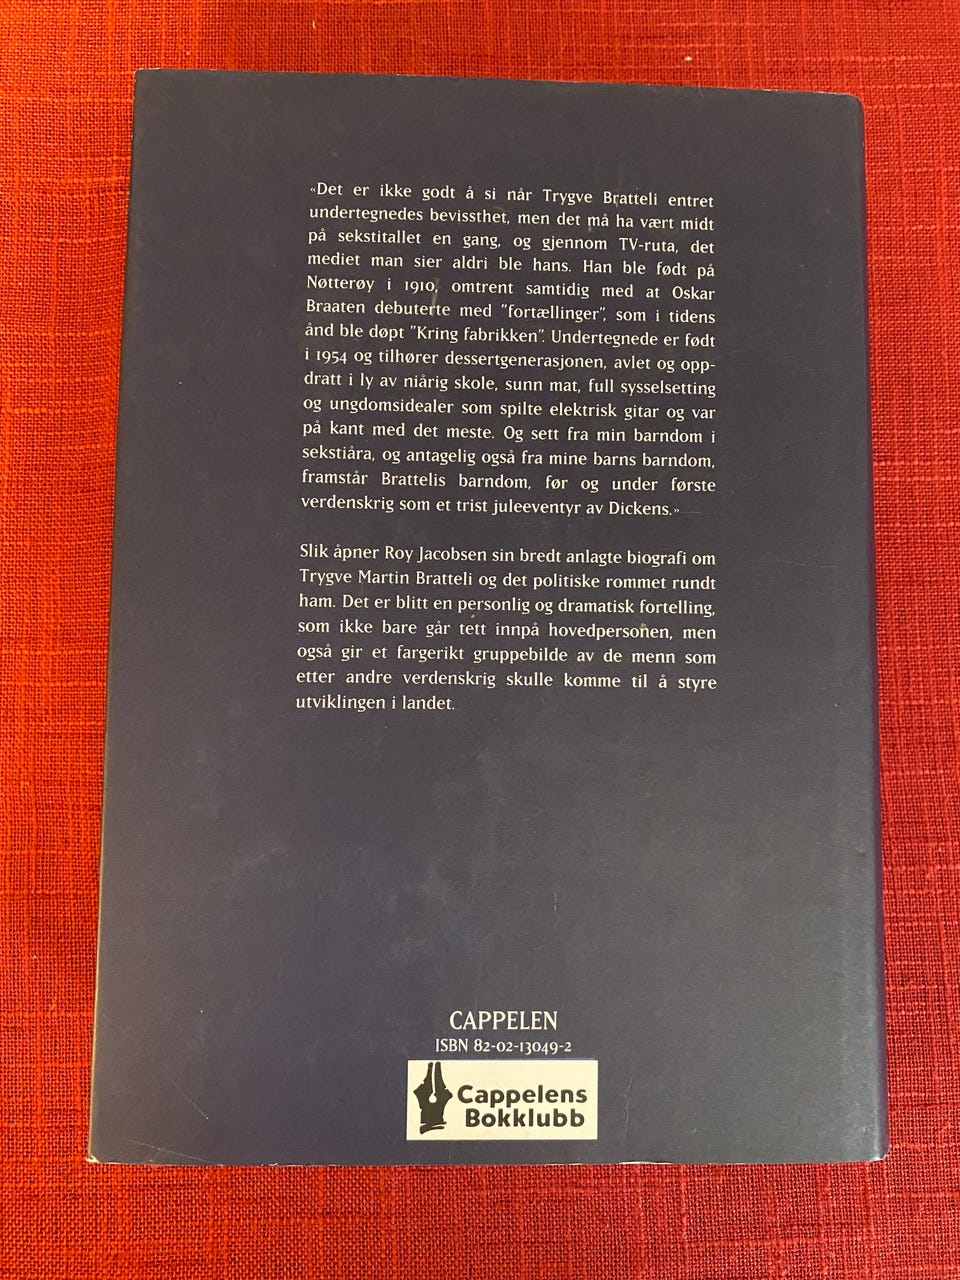 «Det er ikke godt å si når Trygve Bratteli entret
undertegnedes bevissthet, men det må ha vært midt
på sekstitallet en gang, og gjennom TV-ruta, det
mediet man sier aldri ble hans. Han ble født på
Nøtterøy i 1910, omtrent samtidig med at Oskar
Braaten debuterte med "fortællinger", som i tidens
ånd ble døpt "Kring fabrikken". Undertegnede er født
i 1954 og tilhører dessertgenerasjonen, avlet og opp-
dratt i ly av niårig skole, sunn mat, full sysselsetting
og ungdomsidealer som spilte elektrisk gitar og var
på kant med det meste. Og sett fra min barndom i
sekstiåra, og antagelig også fra mine barns barndom,
framstår Brattelis barndom, før og under første
verdenskrig som et trist juleeventyr av Dickens.»
Slik åpner Roy Jacobsen sin bredt anlagte biografi om
Trygve Martin Bratteli og det politiske rommet rundt
ham. Det er blitt en personlig og dramatisk fortelling,
som ikke bare går tett innpå hovedpersonen, men
også gir et fargerikt gruppebilde av de menn som
etter andre verdenskrig skulle komme til å styre
utviklingen i landet.
CAPPELEN
ISBN 82-02-13049-2
Cappelens
Bokklubb